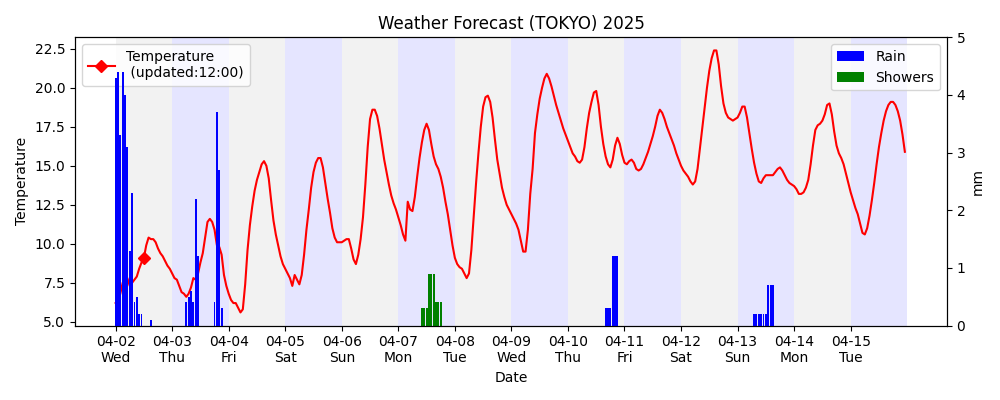 Weather Forecast (TOKYO) 2025
Temperature
(updated:12:00)
Rain
Showers
22.5
20.0
17.5
15.0
12.5
10.0
7.5
5.0
Temperature
5
4
3
2
1
0
mm
04-02 04-03 04-04 04-05 04-06 04-07 04-08 04-09 04-10 04-11 04-12 04-13 04-14 04-15
Wed Thu Fri Sat Sun Mon Tue Wed Thu Fri Sat Sun Mon Tue
Date